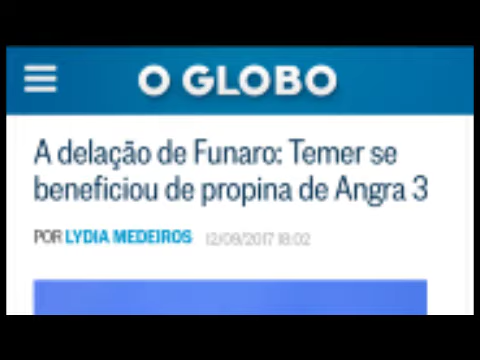 O GLOBO
A delação de Funaro: Temer se
beneficiou de propina de Angra 3
POR LYDIA MEDEIROS 12/09/2017 18:02